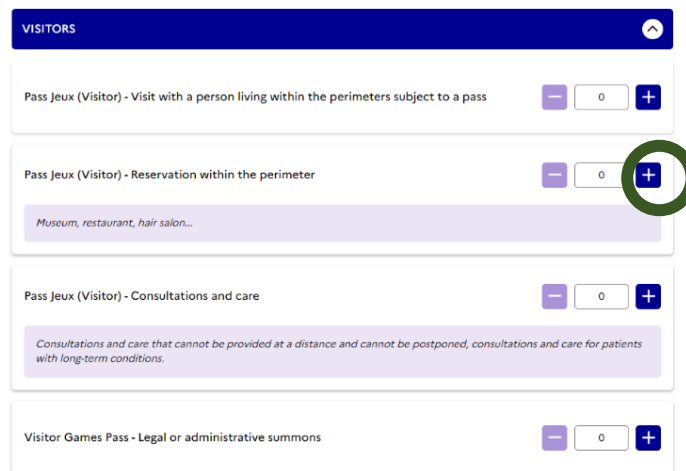 VISITORS
Pass Jeux (Visitor) - Visit with a person living within the perimeters subject to a pass
0
Pass Jeux (Visitor) - Reservation within the perimeter
0
Museum, restaurant, hair salon...
Pass Jeux (Visitor) - Consultations and care
0
Consultations and care that cannot be provided at a distance and cannot be postponed, consultations and care for patients
with long-term conditions.
Visitor Games Pass - Legal or administrative summons
0